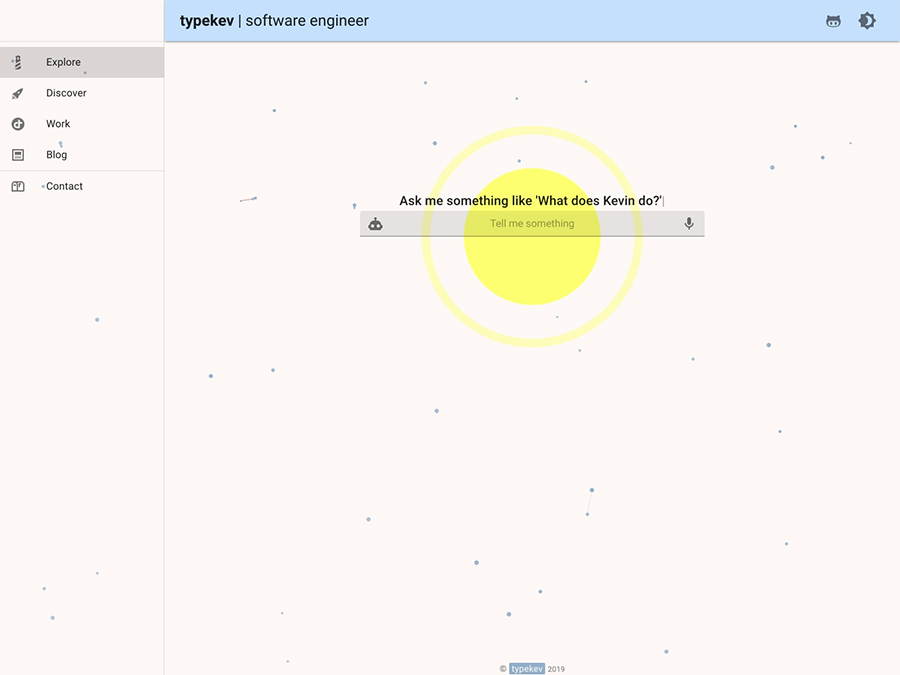 typekev | software engineer
Explore
Discover
Work
Blog
Contact
Ask me something like 'What does Kevin do?'
Tell me something
© typekev 2019